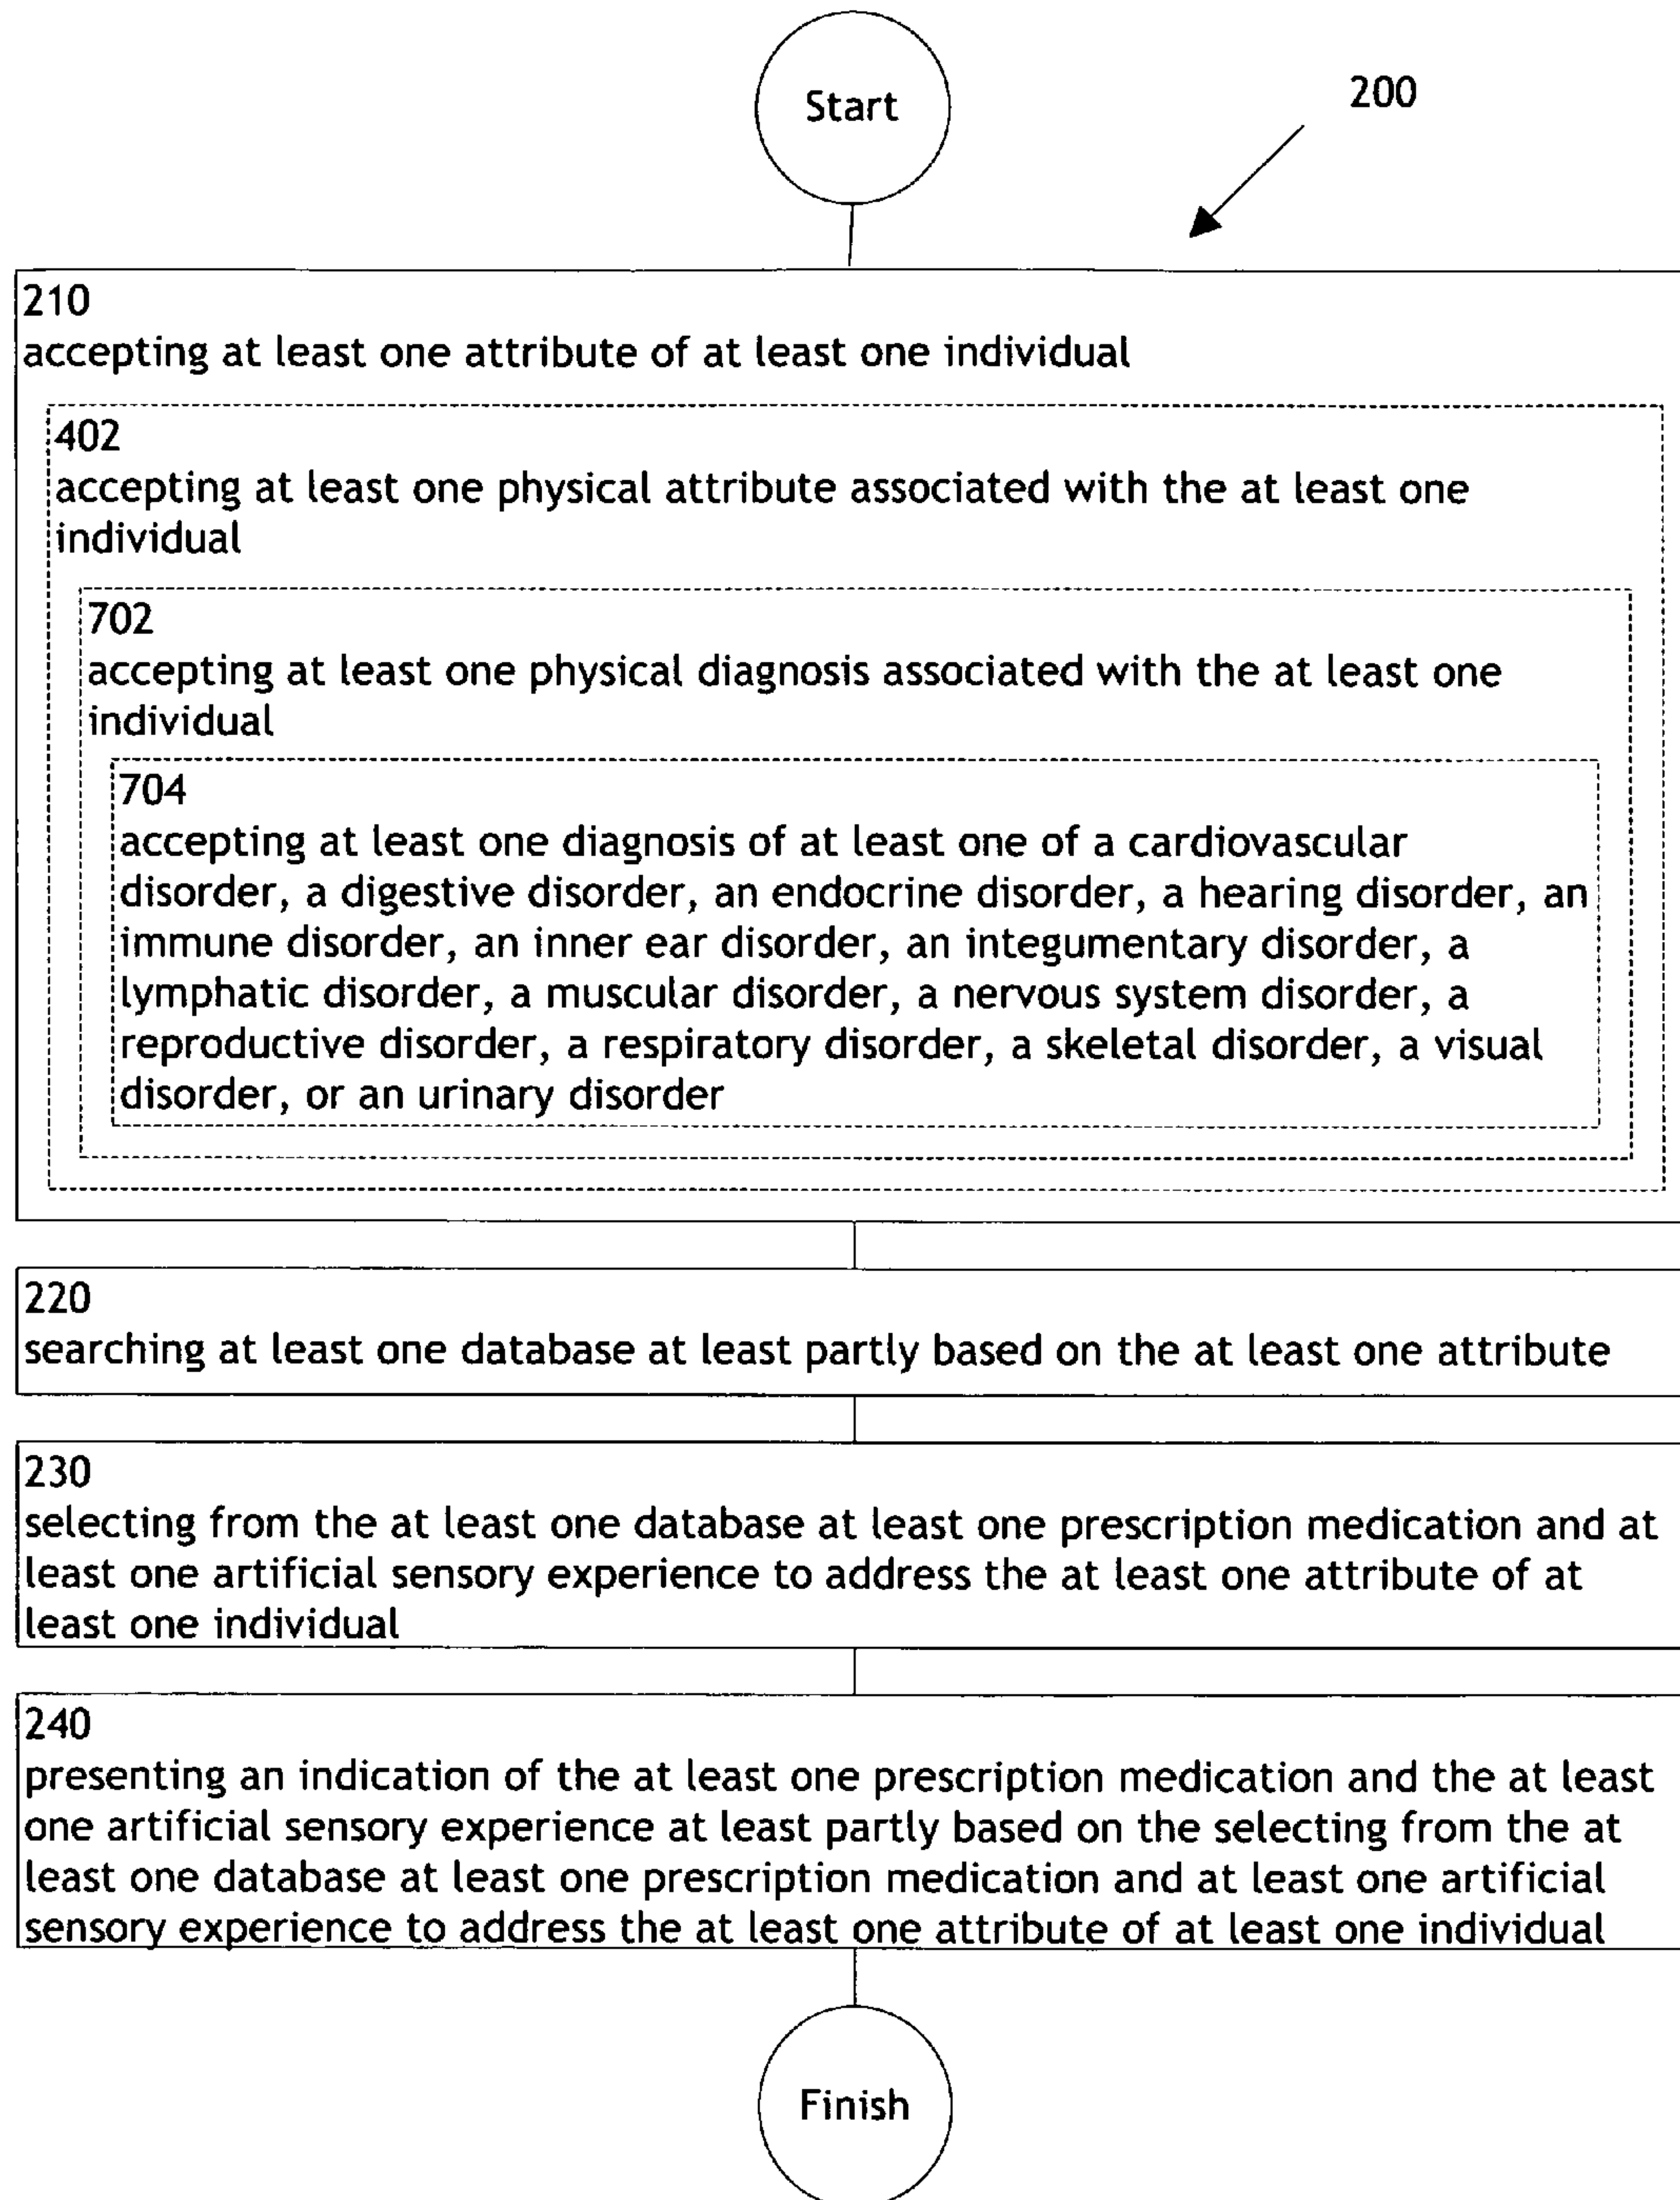 Start
200
210
accepting at least one attribute of at least one individual
402
accepting at least one physical attribute associated with the at least one
individual
702
accepting at least one physical diagnosis associated with the at least one
individual
704
accepting at least one diagnosis of at least one of a cardiovascular
disorder, a digestive disorder, an endocrine disorder, a hearing disorder, an
immune disorder, an inner ear disorder, an integumentary disorder, a
lymphatic disorder, a muscular disorder, a nervous system disorder, a
reproductive disorder, a respiratory disorder, a skeletal disorder, a visual
disorder, or an urinary disorder
220
searching at least one database at least partly based on the at least one attribute
230
selecting from the at least one database at least one prescription medication and at
least one artificial sensory experience to address the at least one attribute of at
least one individual
240
presenting an indication of the at least one prescription medication and the at least
one artificial sensory experience at least partly based on the selecting from the at
least one database at least one prescription medication and at least one artificial
sensory experience to address the at least one attribute of at least one individual
Finish